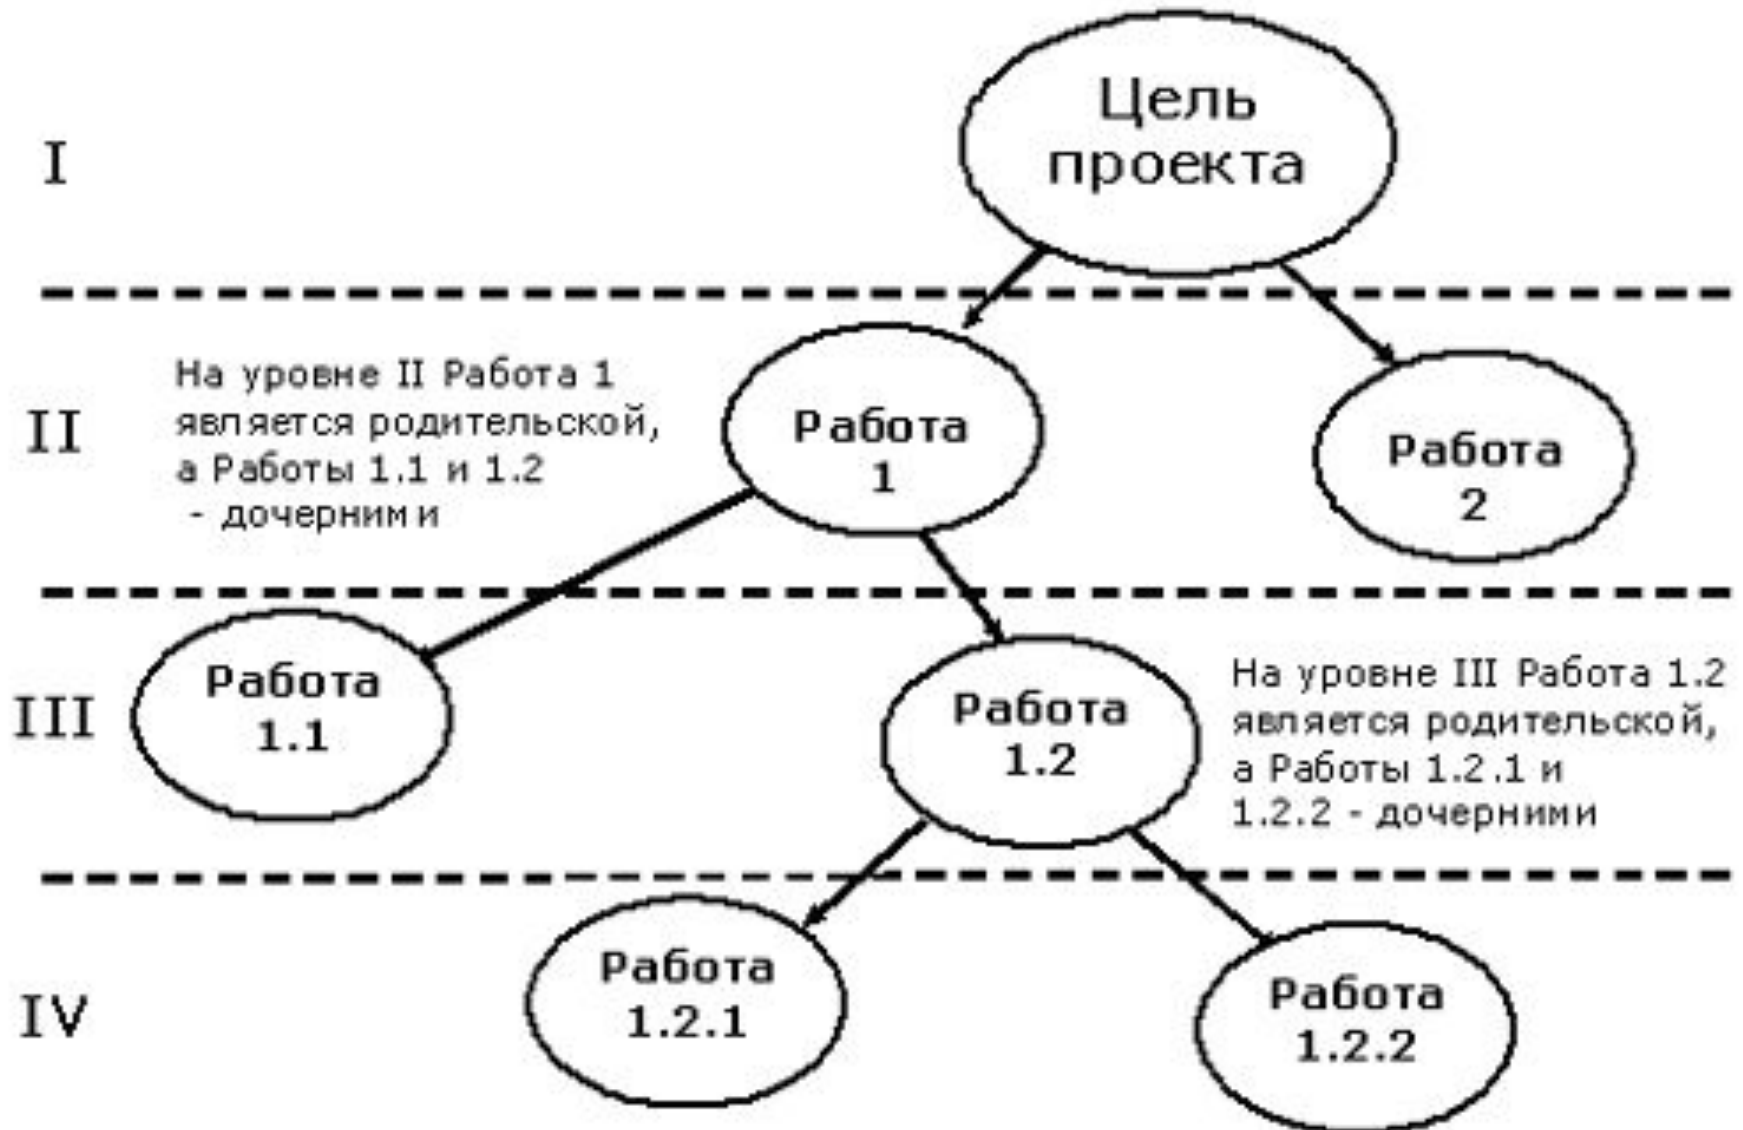 Цель
проекта
I
На уровне II Работа 1
является родительской,
а Работы 1.1 и 1.2
- дочерними
II
Работа
1
Работа
2
III
Работа
1.1
Работа
1.2
На уровне III Работа 1.2
является родительской,
а Работы 1.2.1 и
1.2.2 - дочерними
IV
Работа
1.2.1
Работа
1.2.2